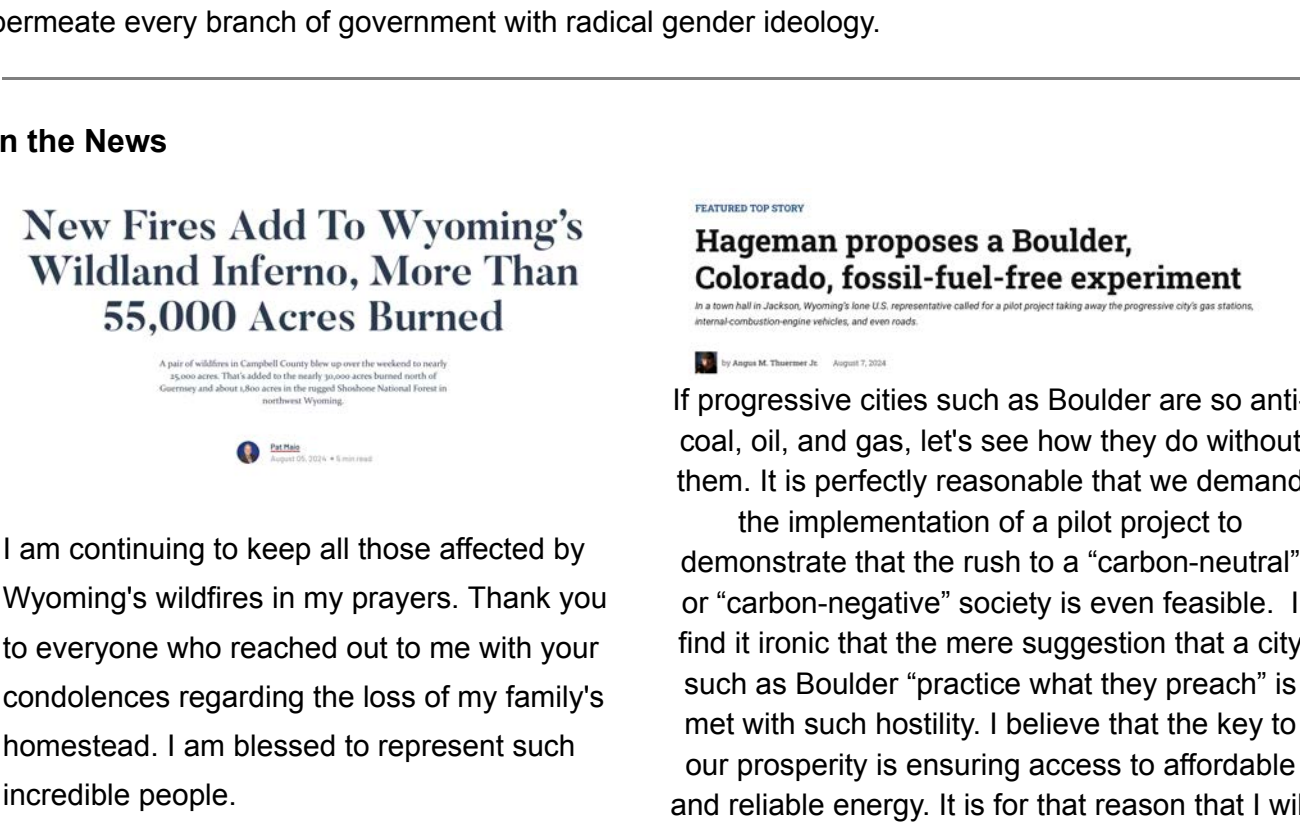 permeate every branch of government with radical gender ideology.
n the News
New Fires Add To Wyoming's
Wildland Inferno, More Than
55,000 Acres Burned
A pair of wildfires in Campbell County blew up over the weekend to nearly
25,000 acres. That's added to the nearly 30,000 acres burned north of
Guernsey and about 1,800 acres in the rugged Shoshone National Forest in
northwest Wyoming.
Pat Maio
August 05, 2024 • 5 min read
I am continuing to keep all those affected by
Wyoming's wildfires in my prayers. Thank you
to everyone who reached out to me with your
condolences regarding the loss of my family's
homestead. I am blessed to represent such
incredible people.
FEATURED TOP STORY
Hageman proposes a Boulder,
Colorado, fossil-fuel-free experiment
In a town hall in Jackson, Wyoming's lone U.S. representative called for a pilot project taking away the progressive city's gas stations,
internal-combustion-engine vehicles, and even roads.
by Angus M. Thuermer Jr. August 7, 2024
If progressive cities such as Boulder are so anti-
coal, oil, and gas, let's see how they do without
them. It is perfectly reasonable that we demand
the implementation of a pilot project to
demonstrate that the rush to a “carbon-neutral”
or “carbon-negative” society is even feasible. I
find it ironic that the mere suggestion that a city
such as Boulder “practice what they preach” is
met with such hostility. I believe that the key to
our prosperity is ensuring access to affordable
and reliable energy. It is for that reason that I wil